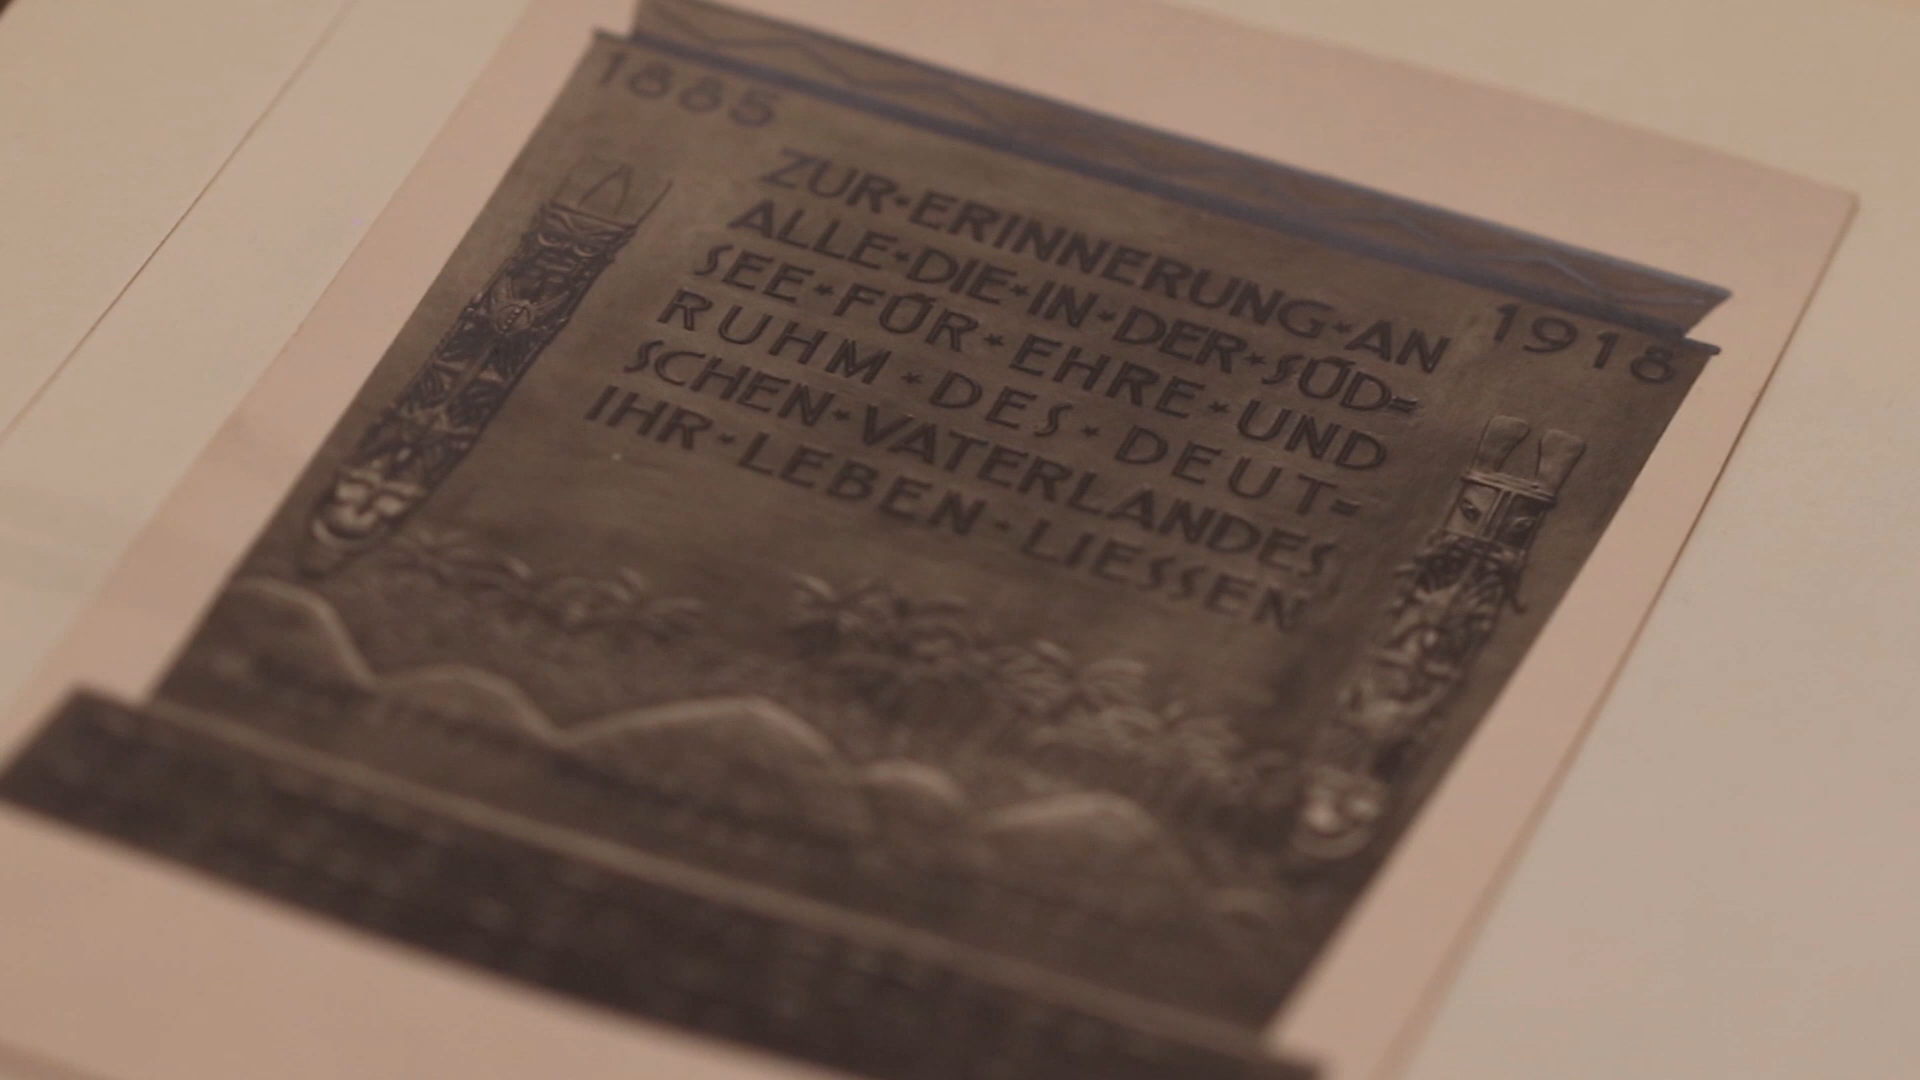 1885
1918
ZUR·ERINNERUNG·AN
ALLE·DIE·IN·DER·SÜD=
SEE·FÜR·EHRE·UND
RUHM·DES·DEUT=
SCHEN·VATERLANDES
IHR·LEBEN·LIESSEN